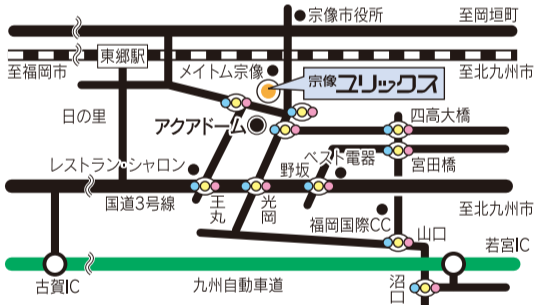 宗像市役所
至岡垣町
東郷駅
至福岡市
メイトム宗像
宗像ユリックス
至北九州市
日の里
アクアドーム
四高大橋
レストラン・シャロン
ベスト電器
野坂
宮田橋
国道3号線
王丸
光岡
福岡国際CC
至北九州市
山口
若宮IC
古賀IC
九州自動車道
沼口